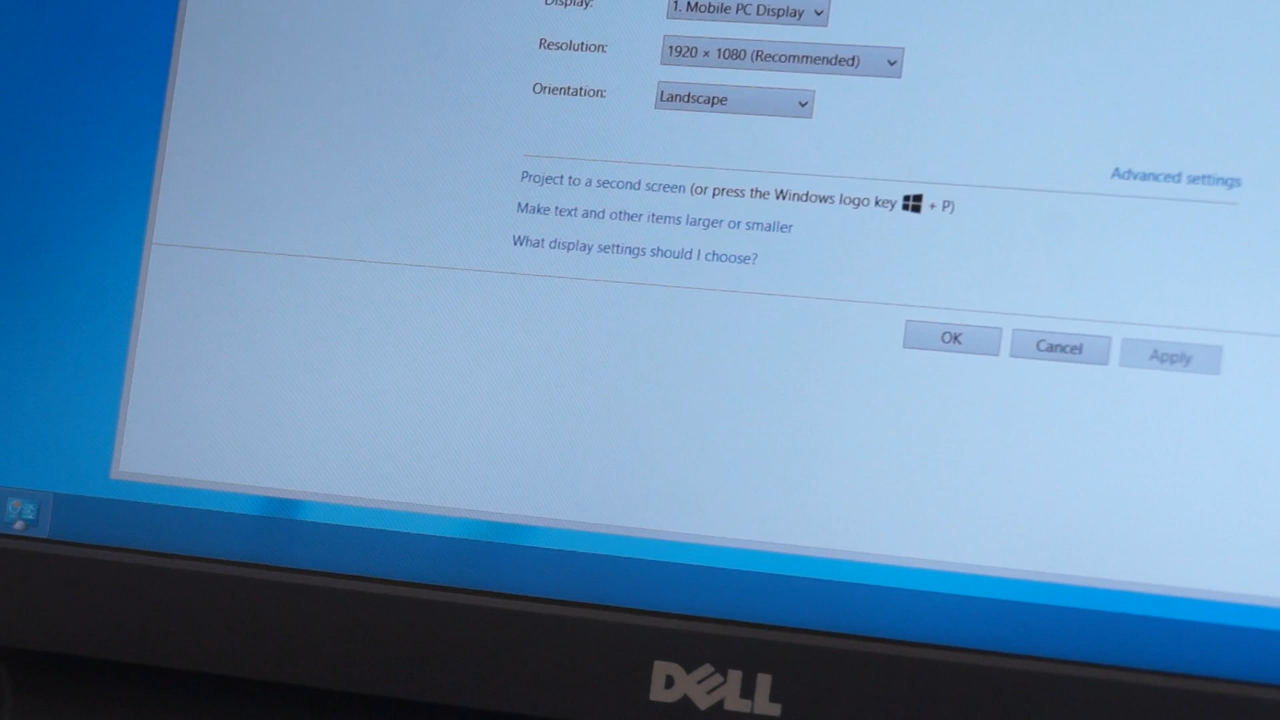 Display: 1. Mobile PC Display
Resolution: 1920 × 1080 (Recommended)
Orientation: Landscape
Advanced settings
Project to a second screen (or press the Windows logo key + P)
Make text and other items larger or smaller
What display settings should I choose?
OK Cancel Apply
DELL